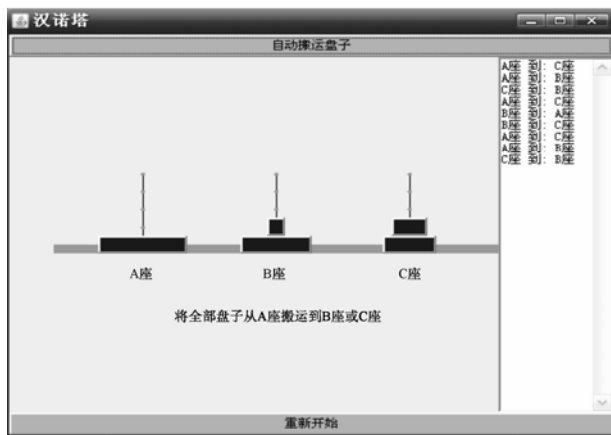 汉诺塔
自动搬运盘子
A座 到: C座
A座 到: B座
C座 到: B座
A座 到: C座
B座 到: A座
B座 到: C座
A座 到: C座
A座 到: B座
C座 到: B座
A座
B座
C座
将全部盘子从A座搬运到B座或C座
重新开始